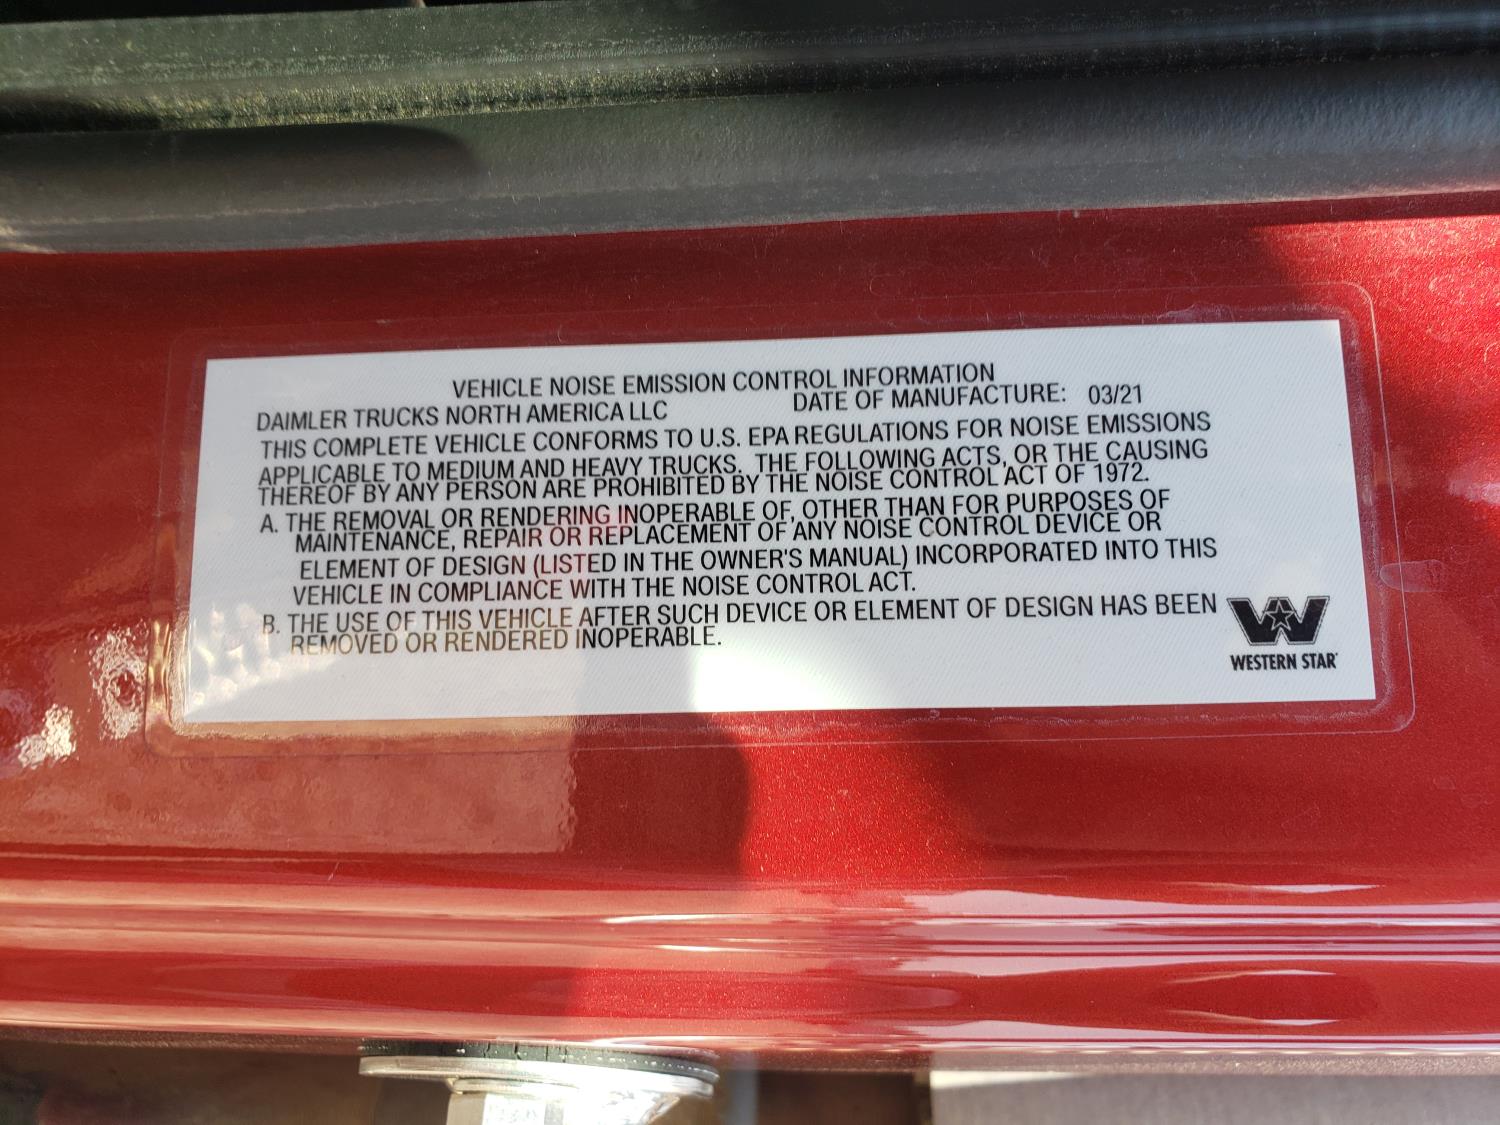 VEHICLE NOISE EMISSION CONTROL INFORMATION
DAIMLER TRUCKS NORTH AMERICA LLC DATE OF MANUFACTURE: 03/21
THIS COMPLETE VEHICLE CONFORMS TO U.S. EPA REGULATIONS FOR NOISE EMISSIONS
APPLICABLE TO MEDIUM AND HEAVY TRUCKS. THE FOLLOWING ACTS, OR THE CAUSING
THEREOF BY ANY PERSON ARE PROHIBITED BY THE NOISE CONTROL ACT OF 1972.
A. THE REMOVAL OR RENDERING INOPERABLE OF, OTHER THAN FOR PURPOSES OF
MAINTENANCE, REPAIR OR REPLACEMENT OF ANY NOISE CONTROL DEVICE OR
ELEMENT OF DESIGN (LISTED IN THE OWNER'S MANUAL) INCORPORATED INTO THIS
VEHICLE IN COMPLIANCE WITH THE NOISE CONTROL ACT.
B. THE USE OF THIS VEHICLE AFTER SUCH DEVICE OR ELEMENT OF DESIGN HAS BEEN
REMOVED OR RENDERED INOPERABLE.
WESTERN STAR